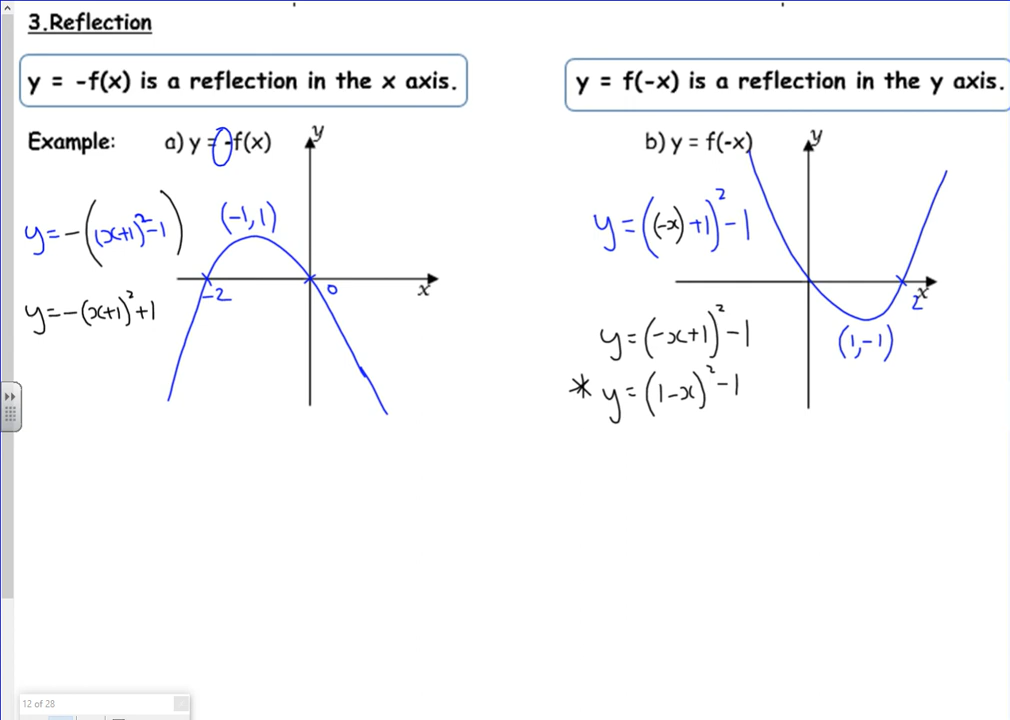 3.Reflection
y = -f(x) is a reflection in the x axis.
Example: a) y = -f(x)
y
y=-((x+1)²-1)
(-1,1)
-2
0
x
y=-(x+1)²+1
y = f(-x) is a reflection in the y axis.
b) y = f(-x)
y
y=((-x)+1)²-1
2
x
(1,-1)
y=(-x+1)²-1
* y=(1-x)²-1
12 of 28